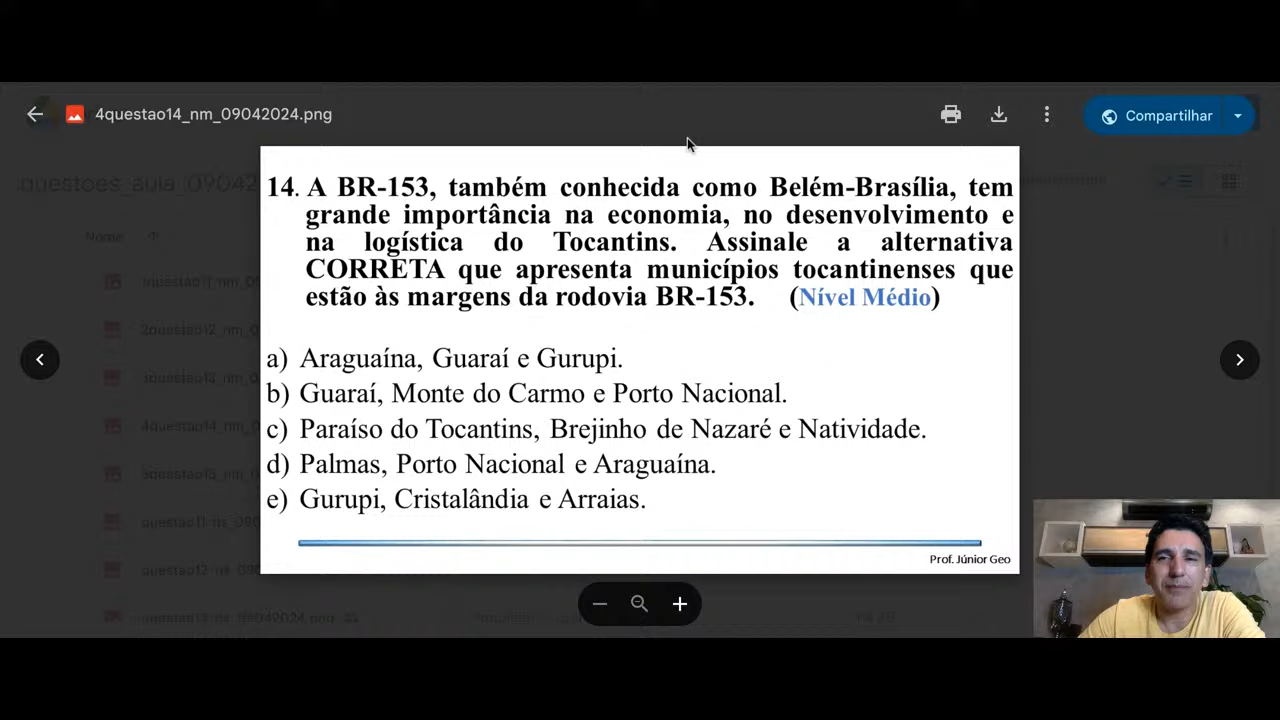 4questao14_nm_09042024.png
Compartilhar
questoes_aula_09042
Nome
14. A BR-153, também conhecida como Belém-Brasília, tem
grande importância na economia, no desenvolvimento e
na logística do Tocantins. Assinale a alternativa
CORRETA que apresenta municípios tocantinenses que
estão às margens da rodovia BR-153. (Nível Médio)
a) Araguaína, Guaraí e Gurupi.
b) Guaraí, Monte do Carmo e Porto Nacional.
c) Paraíso do Tocantins, Brejinho de Nazaré e Natividade.
d) Palmas, Porto Nacional e Araguaína.
e) Gurupi, Cristalândia e Arraias.
Prof. Júnior Geo